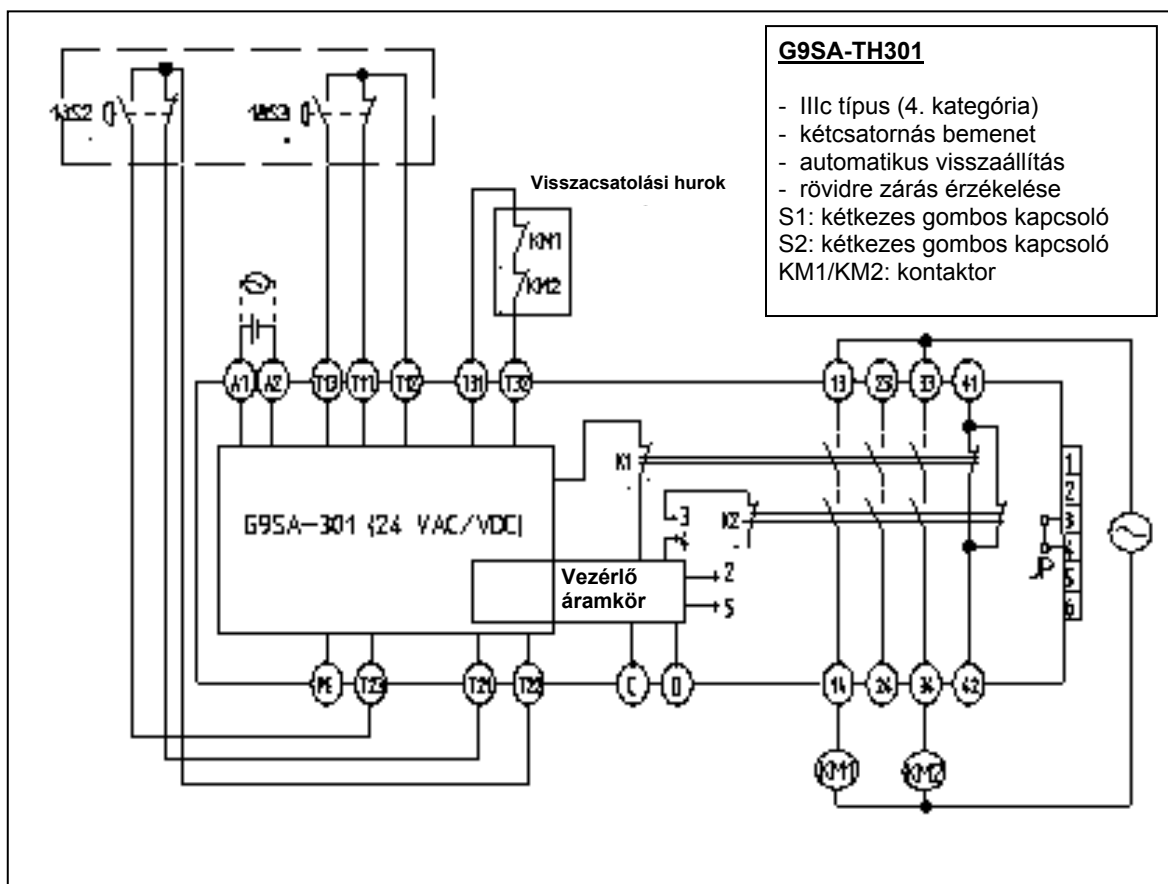 G9SA-TH301
- IIIc típus (4. kategória)
- kétcsatornás bemenet
- automatikus visszaállítás
- rövidre zárás érzékelése
S1: kétkezes gombos kapcsoló
S2: kétkezes gombos kapcsoló
KM1/KM2: kontaktor
Visszacsatolási hurok
KM1
KM2
A1 A2 T13 T11 T12 T31 T32 13 23 33 41
K1
G9SA-301 (24 VAC/VDC)
3
4
K2
Vezérlő
áramkör
2
5
1
2
3
4
5
6
JP
PE T23 T21 T22 C D 14 24 34 42
KM1 KM2